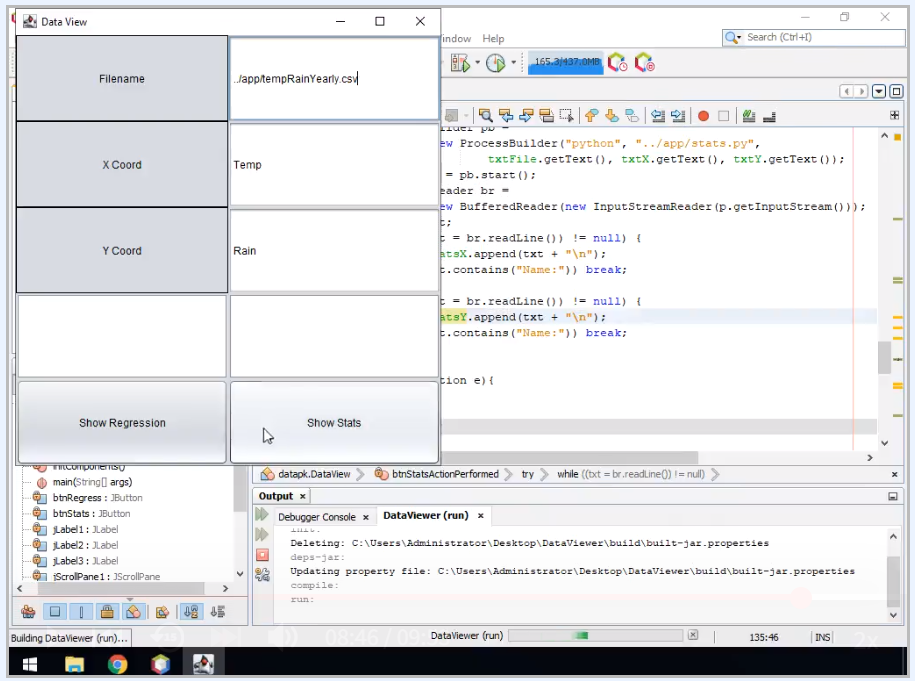 Data View
Filename
../app/tempRainYearly.csv
X Coord
Temp
Y Coord
Rain
Show Regression
Show Stats
indow Help
Search (Ctrl+I)
165.3/437.0MB
ilder pb =
ew ProcessBuilder("python", "../app/stats.py",
txtFile.getText(), txtX.getText(), txtY.getText());
= pb.start();
eader br =
ew BufferedReader(new InputStreamReader(p.getInputStream()));
t;
t = br.readLine()) != null) {
atsX.append(txt + "\n");
t.contains("Name:")) break;
t = br.readLine()) != null) {
atsY.append(txt + "\n");
t.contains("Name:")) break;
tion e){
datapk.DataView
btnStatsActionPerformed
try
while ((txt = br.readLine()) != null)
initComponents()
main(String[] args)
btnRegress : JButton
btnStats : JButton
jLabel1 : JLabel
jLabel2 : JLabel
jLabel3 : JLabel
jScrollPane1 : JScrollPane
Output
Debugger Console
DataViewer (run)
init:
Deleting: C:\Users\Administrator\Desktop\DataViewer\build\built-jar.properties
deps-jar:
Updating property file: C:\Users\Administrator\Desktop\DataViewer\build\built-jar.properties
compile:
run:
Building DataViewer (run)...
08:46 / 09
DataViewer (run)
135:46
INS
2x